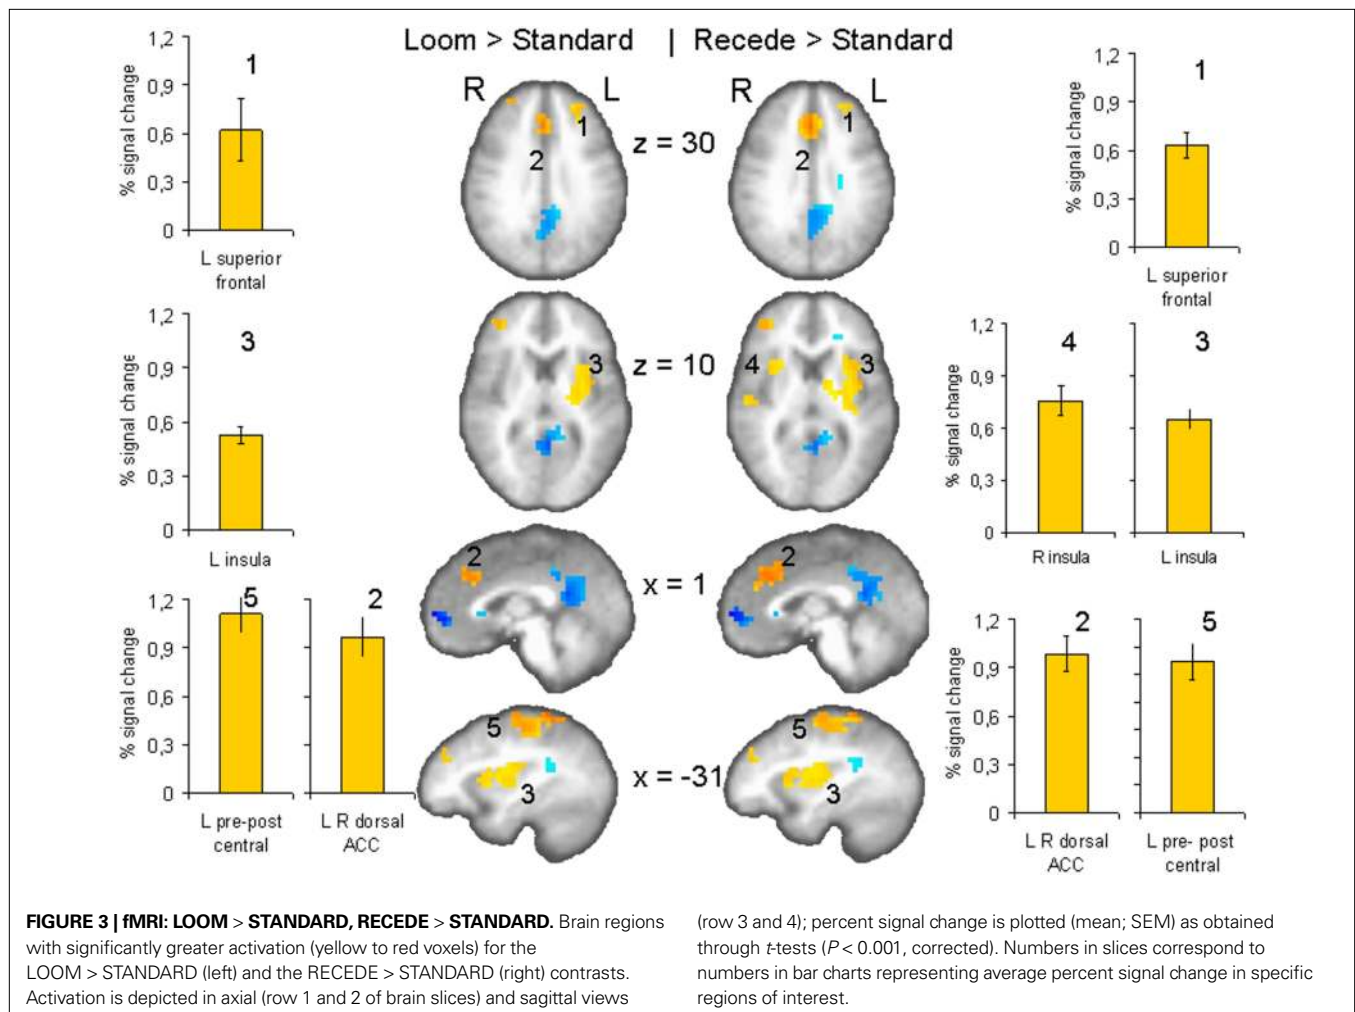 Loom > Standard | Recede > Standard
1,2
0,9
0,6
0,3
0
% signal change
1
L superior
frontal
R
L
1
2
z = 30
R
L
1
2
1,2
0,9
0,6
0,3
0
% signal change
1
L superior
frontal
1,2
0,9
0,6
0,3
0
% signal change
3
L insula
3
z = 10
4
3
1,2
0,9
0,6
0,3
0
% signal change
4
3
R insula
L insula
2
x = 1
2
1,2
0,9
0,6
0,3
0
% signal change
5
2
L pre-post
central
L R dorsal
ACC
5
3
x = -31
5
3
1,2
0,9
0,6
0,3
0
% signal change
2
5
L R dorsal
ACC
L pre- post
central
FIGURE 3 | fMRI: LOOM > STANDARD, RECEDE > STANDARD. Brain regions
with significantly greater activation (yellow to red voxels) for the
LOOM > STANDARD (left) and the RECEDE > STANDARD (right) contrasts.
Activation is depicted in axial (row 1 and 2 of brain slices) and sagittal views
(row 3 and 4); percent signal change is plotted (mean; SEM) as obtained
through t-tests (P < 0.001, corrected). Numbers in slices correspond to
numbers in bar charts representing average percent signal change in specific
regions of interest.